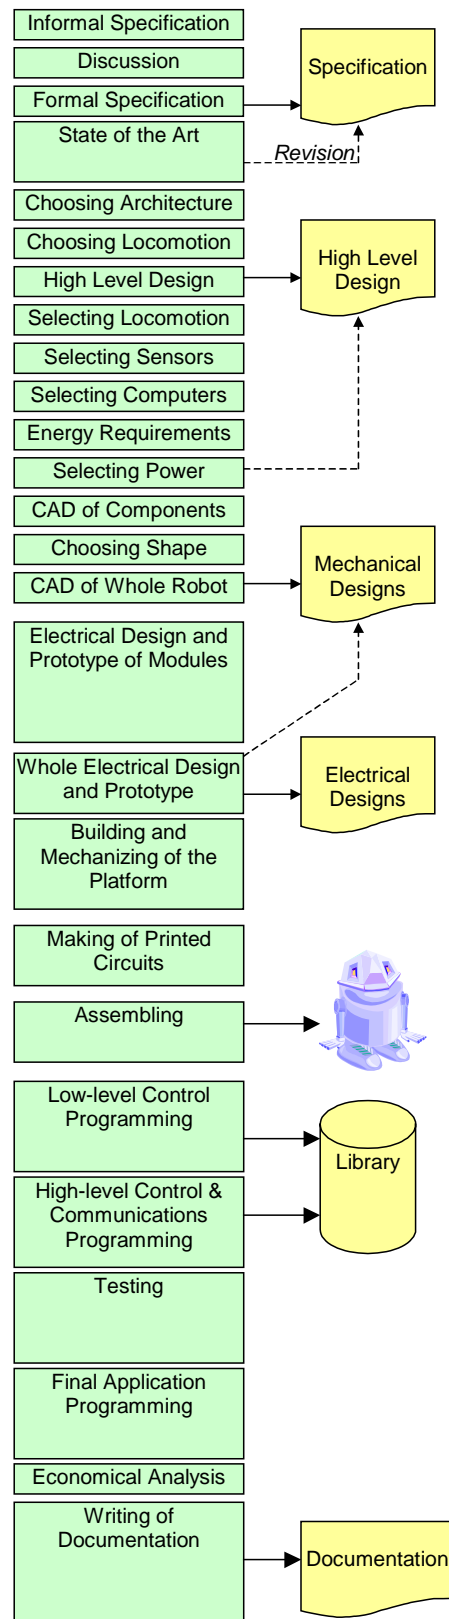 Informal Specification
Discussion
Formal Specification
Specification
State of the Art
Revision
Choosing Architecture
Choosing Locomotion
High Level Design
High Level
Design
Selecting Locomotion
Selecting Sensors
Selecting Computers
Energy Requirements
Selecting Power
CAD of Components
Choosing Shape
CAD of Whole Robot
Mechanical
Designs
Electrical Design and
Prototype of Modules
Whole Electrical Design
and Prototype
Electrical
Designs
Building and
Mechanizing of the
Platform
Making of Printed
Circuits
Assembling
Low-level Control
Programming
Library
High-level Control &
Communications
Programming
Testing
Final Application
Programming
Economical Analysis
Writing of
Documentation
Documentation